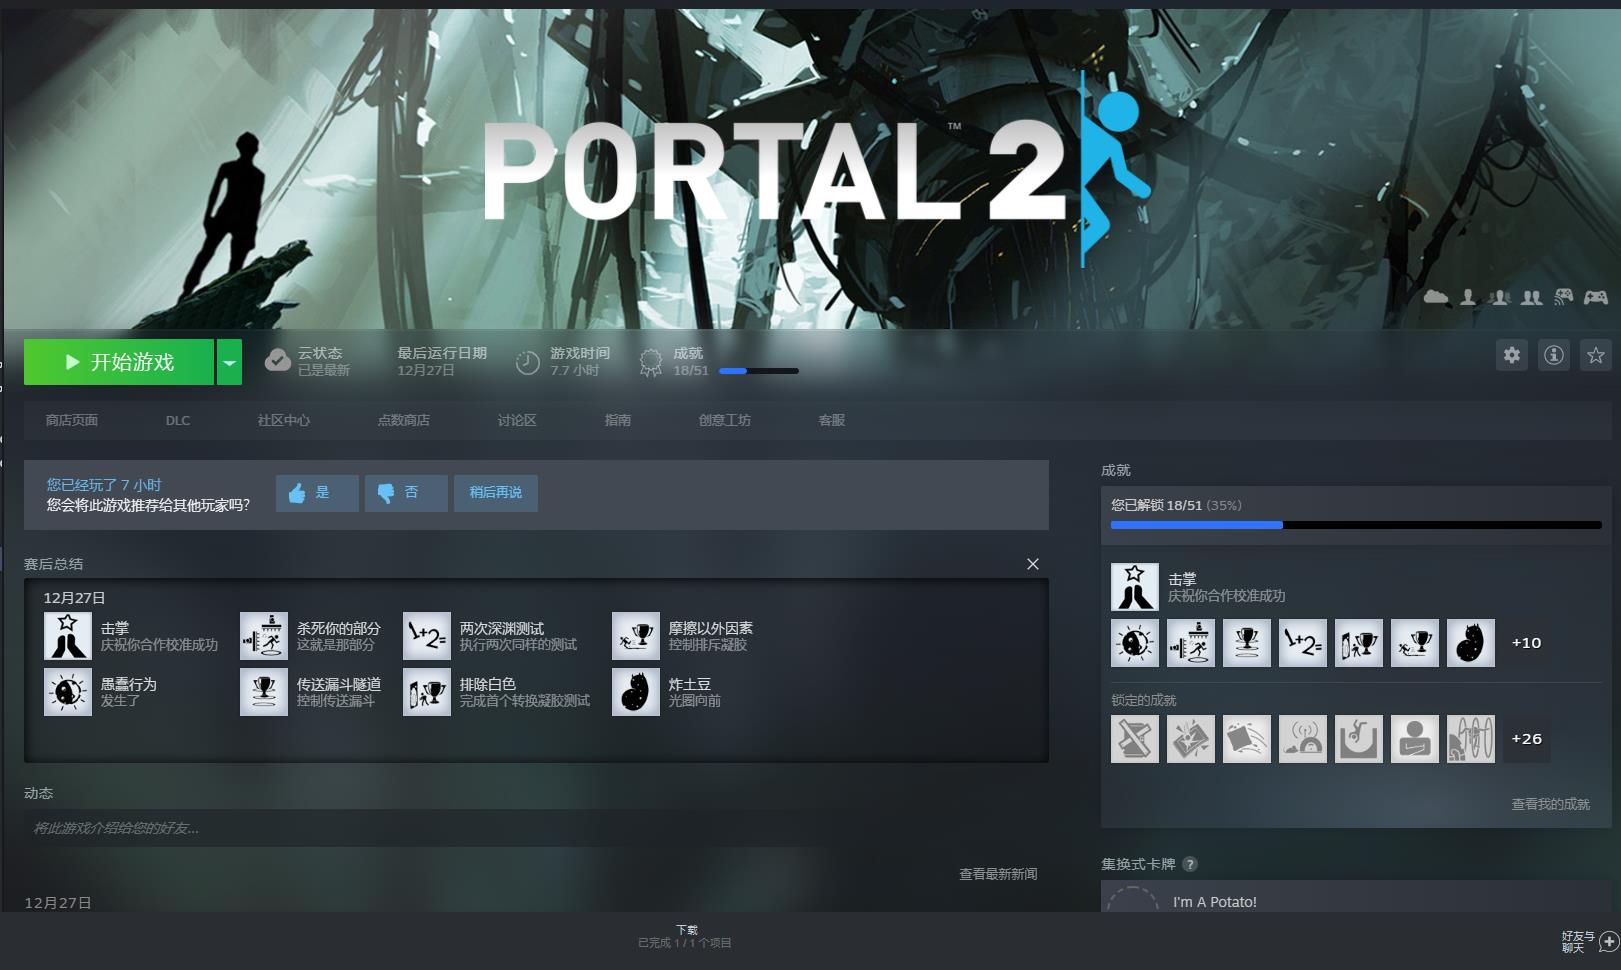 PORTAL 2
TM
开始游戏
云状态
已是最新
最后运行日期
12月27日
游戏时间
7.7 小时
成就
18/51
商店页面 DLC 社区中心 点数商店 讨论区 指南 创意工坊 客服
您已经玩了 7 小时
您会将此游戏推荐给其他玩家吗?
是
否
稍后再说
赛后总结
12月27日
击掌
庆祝你合作校准成功
杀死你的部分
这就是那部分
两次深渊测试
执行两次同样的测试
摩擦以外因素
控制排斥凝胶
愚蠢行为
发生了
传送漏斗隧道
控制传送漏斗
排除白色
完成首个转换凝胶测试
炸土豆
光圈向前
动态
将此游戏介绍给您的好友...
查看最新新闻
12月27日
成就
您已解锁 18/51 (35%)
击掌
庆祝你合作校准成功
1+2=
+10
锁定的成就
+26
查看我的成就
集换式卡牌 ?
I'm A Potato!
下载
已完成 1 / 1 个项目
好友与
聊天